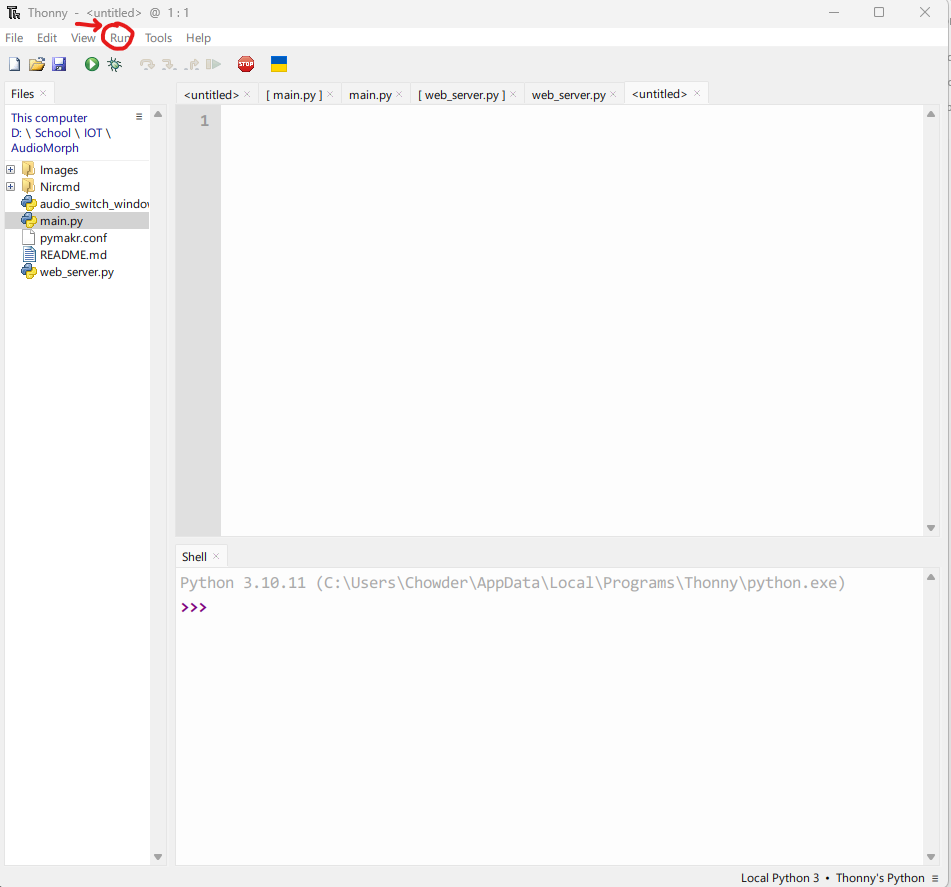 Thonny - <untitled> @ 1 : 1
File Edit View Run Tools Help
STOP
Files ×
<untitled> × [ main.py ] × main.py × [ web_server.py ] × web_server.py × <untitled> ×
This computer
D: \ School \ IOT \
AudioMorph
Images
Nircmd
audio_switch_window
main.py
pymakr.conf
README.md
web_server.py
1
Shell ×
Python 3.10.11 (C:\Users\Chowder\AppData\Local\Programs\Thonny\python.exe)
>>>
Local Python 3 • Thonny's Python ≡